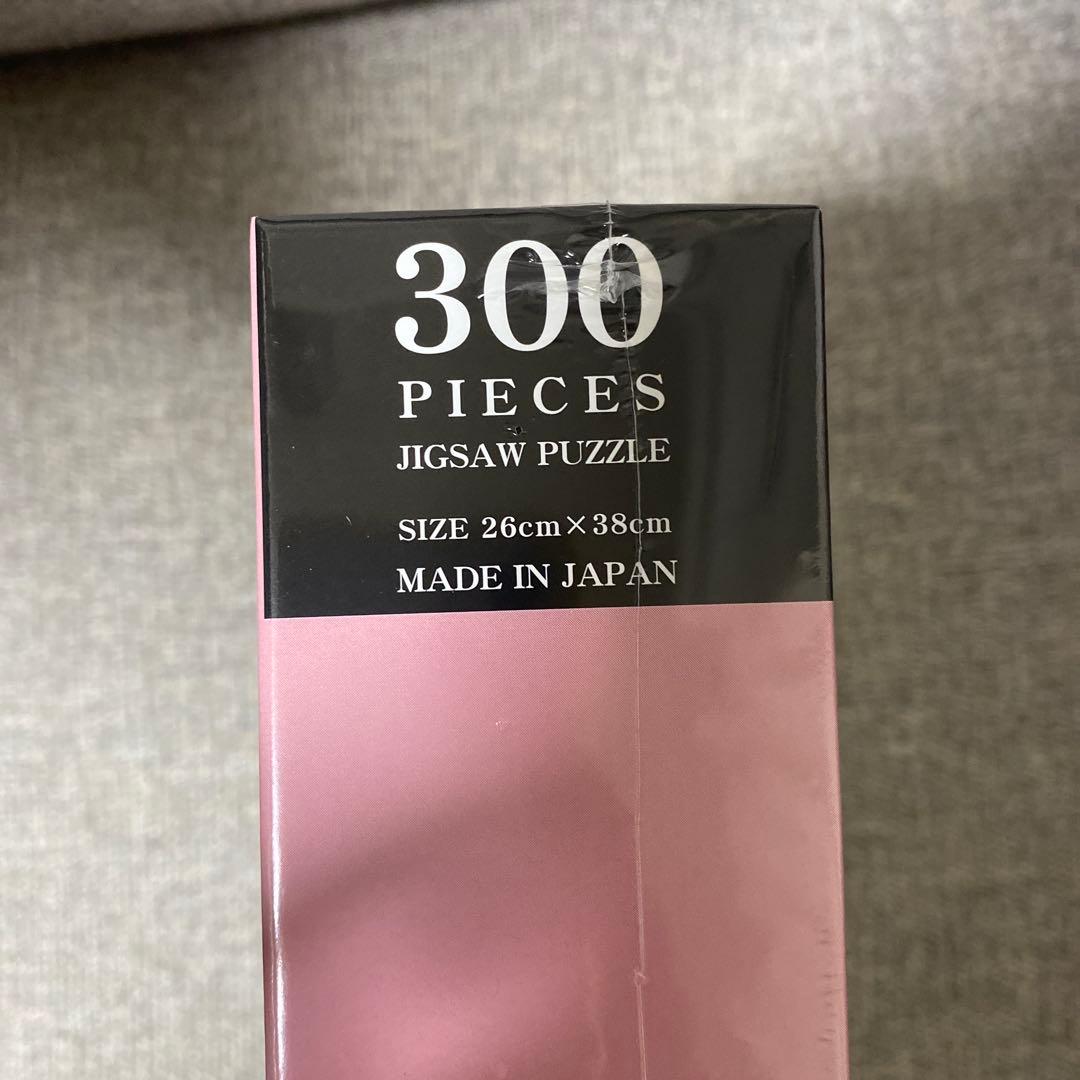 300
PIECES
JIGSAW PUZZLE
SIZE 26cm×38cm
MADE IN JAPAN